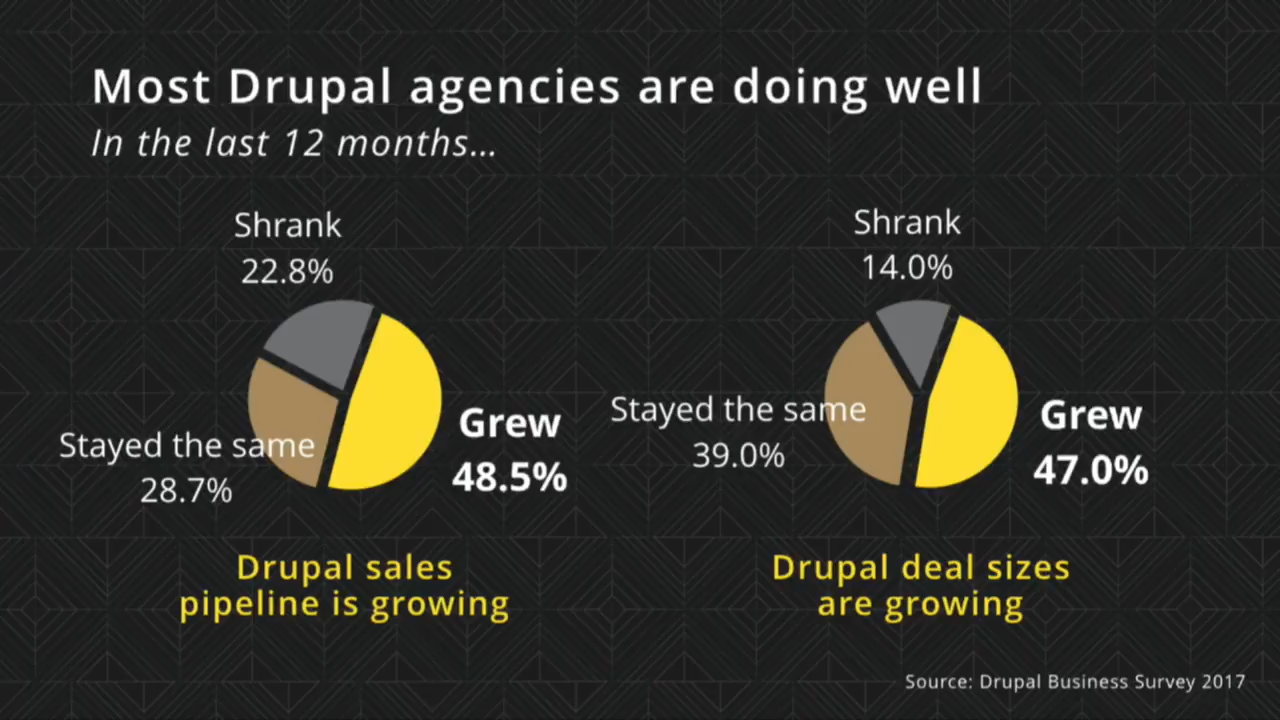 Most Drupal agencies are doing well
In the last 12 months...
Shrank
22.8%
Stayed the same
28.7%
Grew
48.5%
Drupal sales
pipeline is growing
Shrank
14.0%
Stayed the same
39.0%
Grew
47.0%
Drupal deal sizes
are growing
Source: Drupal Business Survey 2017